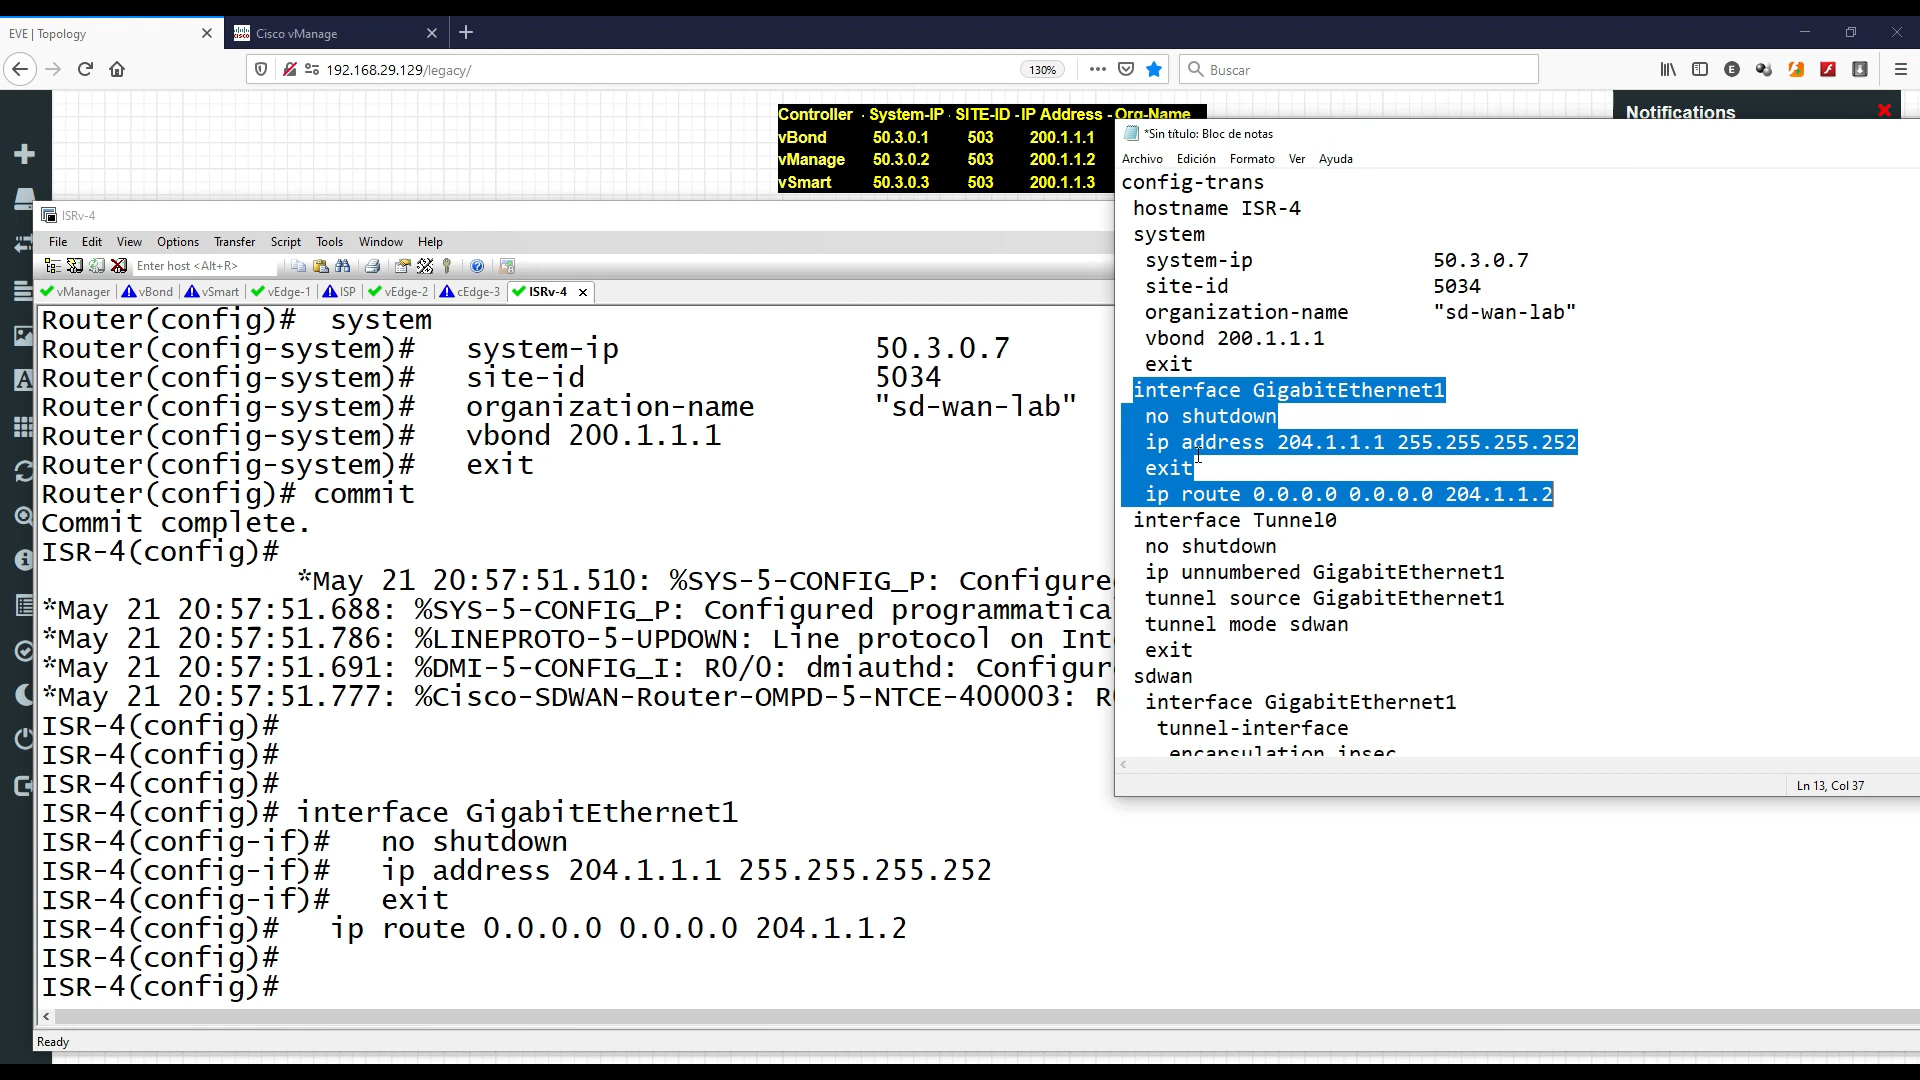 EVE | Topology
Cisco vManage
192.168.29.129/legacy/
130%
Buscar
Controller - System-IP - SITE-ID - IP Address - Org-Name
vBond 50.3.0.1 503 200.1.1.1
vManage 50.3.0.2 503 200.1.1.2
vSmart 50.3.0.3 503 200.1.1.3
Notifications
ISRv-4
File Edit View Options Transfer Script Tools Window Help
Enter host <Alt+R>
vManager vBond vSmart vEdge-1 ISP vEdge-2 cEdge-3 ISRv-4
Router(config)# system
Router(config-system)# system-ip 50.3.0.7
Router(config-system)# site-id 5034
Router(config-system)# organization-name "sd-wan-lab"
Router(config-system)# vbond 200.1.1.1
Router(config-system)# exit
Router(config)# commit
Commit complete.
ISR-4(config)#
*May 21 20:57:51.510: %SYS-5-CONFIG_P: Configure
*May 21 20:57:51.688: %SYS-5-CONFIG_P: Configured programmatica
*May 21 20:57:51.786: %LINEPROTO-5-UPDOWN: Line protocol on Int
*May 21 20:57:51.691: %DMI-5-CONFIG_I: R0/0: dmiauthd: Configur
*May 21 20:57:51.777: %Cisco-SDWAN-Router-OMPD-5-NTCE-400003: R
ISR-4(config)#
ISR-4(config)#
ISR-4(config)#
ISR-4(config)# interface GigabitEthernet1
ISR-4(config-if)# no shutdown
ISR-4(config-if)# ip address 204.1.1.1 255.255.255.252
ISR-4(config-if)# exit
ISR-4(config)# ip route 0.0.0.0 0.0.0.0 204.1.1.2
ISR-4(config)#
ISR-4(config)#
Ready
*Sin título: Bloc de notas
Archivo Edición Formato Ver Ayuda
config-trans
hostname ISR-4
system
system-ip 50.3.0.7
site-id 5034
organization-name "sd-wan-lab"
vbond 200.1.1.1
exit
interface GigabitEthernet1
no shutdown
ip address 204.1.1.1 255.255.255.252
exit
ip route 0.0.0.0 0.0.0.0 204.1.1.2
interface Tunnel0
no shutdown
ip unnumbered GigabitEthernet1
tunnel source GigabitEthernet1
tunnel mode sdwan
exit
sdwan
interface GigabitEthernet1
tunnel-interface
encapsulation ipsec
Ln 13, Col 37